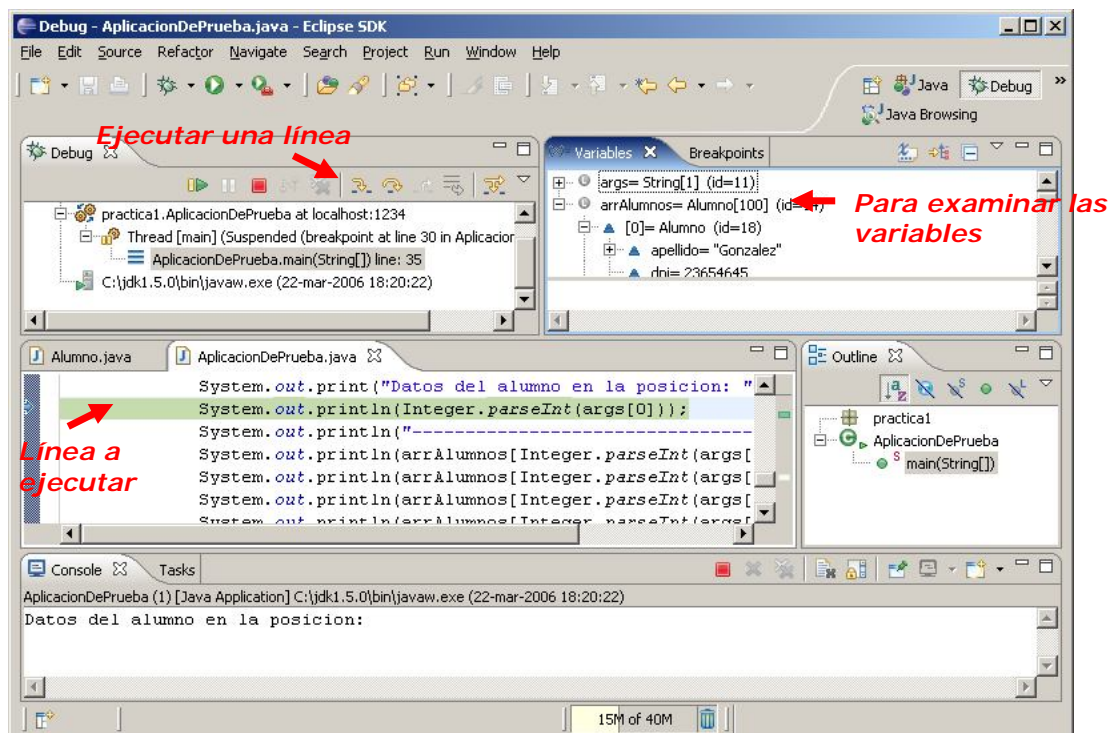 Debug - AplicacionDePrueba.java - Eclipse SDK
File Edit Source Refactor Navigate Search Project Run Window Help
Java Debug »
Java Browsing
Ejecutar una línea
Debug
Variables Breakpoints
practica1.AplicacionDePrueba at localhost:1234
Thread [main] (Suspended (breakpoint at line 30 in Aplicacion
AplicacionDePrueba.main(String[]) line: 35
C:\jdk1.5.0\bin\javaw.exe (22-mar-2006 18:20:22)
args= String[1] (id=11)
arrAlumnos= Alumno[100] (id=
[0]= Alumno (id=18)
apellido= "Gonzalez"
dni= 23654645
Para examinar las
variables
Alumno.java AplicacionDePrueba.java
System.out.print("Datos del alumno en la posicion: "
System.out.println(Integer.parseInt(args[0]));
System.out.println("----------------------------------
System.out.println(arrAlumnos[Integer.parseInt(args[
System.out.println(arrAlumnos[Integer.parseInt(args[
System.out.println(arrAlumnos[Integer.parseInt(args[
System.out.println(arrAlumnos[Integer.parseInt(args[
Línea a
ejecutar
Outline
practica1
AplicacionDePrueba
main(String[])
Console Tasks
AplicacionDePrueba (1) [Java Application] C:\jdk1.5.0\bin\javaw.exe (22-mar-2006 18:20:22)
Datos del alumno en la posicion:
15M of 40M